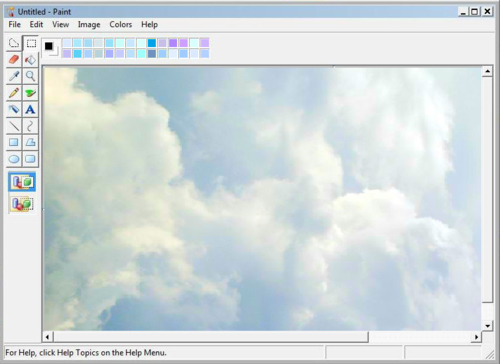 Untitled - Paint
File Edit View Image Colors Help
A
For Help, click Help Topics on the Help Menu.